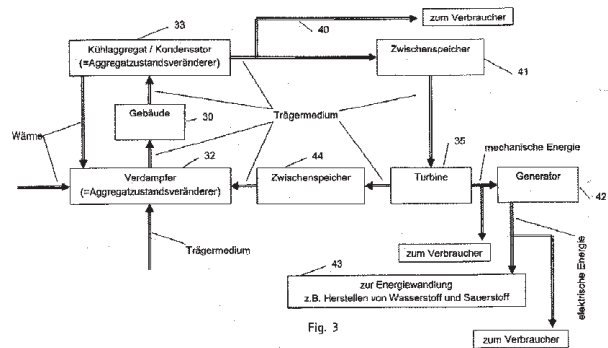 33
40
zum Verbraucher
Kühlaggregat / Kondensator
(=Aggregatzustandsveränderer)
Zwischenspeicher
41
Gebäude
30
Trägermedium
Wärme
32
44
35
mechanische Energie
Verdampfer
(=Aggregatzustandsveränderer)
Zwischenspeicher
Turbine
Generator
42
Trägermedium
zum Verbraucher
elektrische Energie
43
zur Energiewandlung
z.B. Herstellen von Wasserstoff und Sauerstoff
Fig. 3
zum Verbraucher